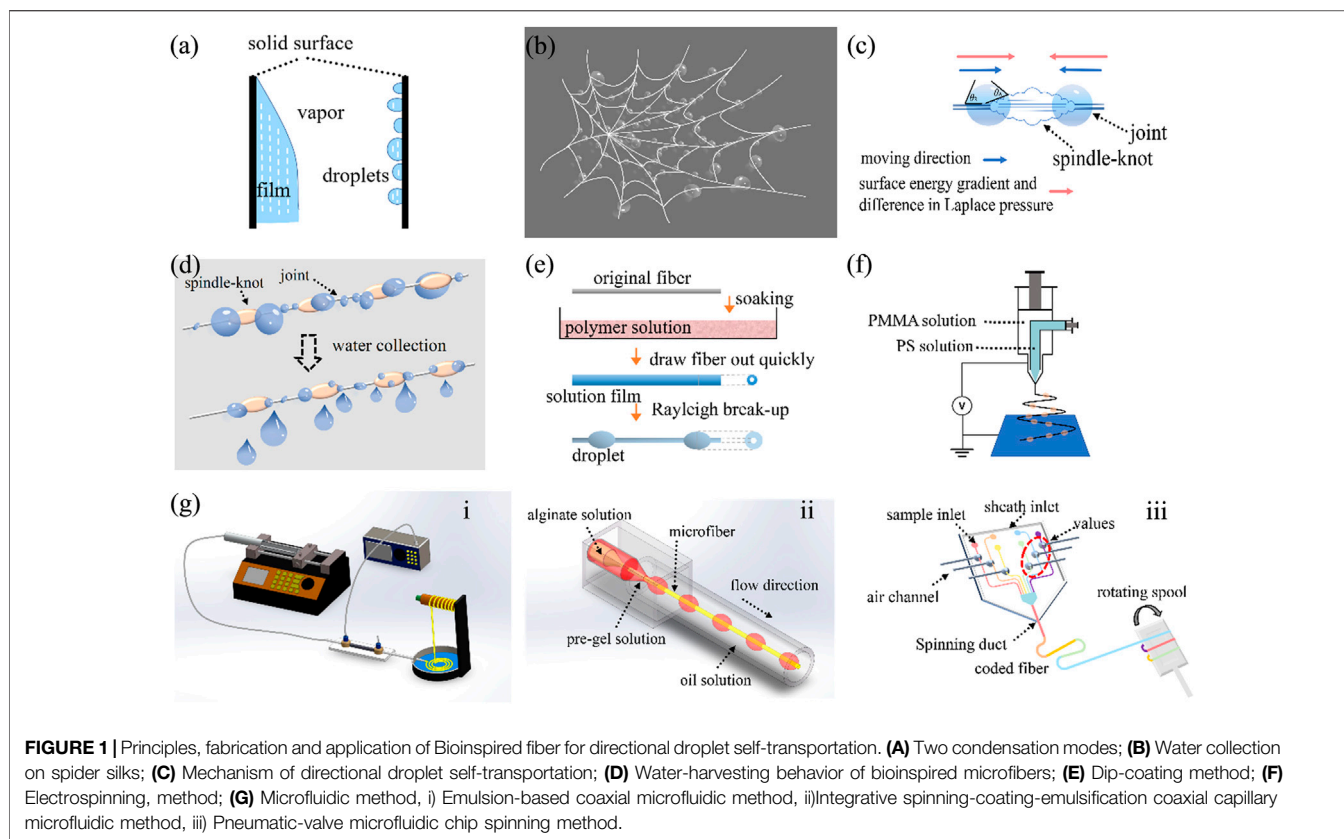 (a)
solid surface
vapor
film
droplets
(b)
(c)
θ₁
joint
spindle-knot
moving direction
surface energy gradient and
difference in Laplace pressure
(d)
spindle-knot
joint
water collection
(e)
original fiber
soaking
polymer solution
draw fiber out quickly
solution film
Raylcigh break-up
droplet
(f)
PMMA solution
PS solution
V
(g)
i
ii
alginate solution
microfiber
flow direction
pre-gel solution
oil solution
iii
sample inlet
shcath inlet
values
air channel
rotating spool
Spinning duct
coded fiber
FIGURE 1 | Principles, fabrication and application of Bioinspired fiber for directional droplet self-transportation. (A) Two condensation modes; (B) Water collection
on spider silks; (C) Mechanism of directional droplet self-transportation; (D) Water-harvesting behavior of bioinspired microfibers; (E) Dip-coating method; (F)
Electrospinning, method; (G) Microfluidic method, i) Emulsion-based coaxial microfluidic method, ii)Integrative spinning-coating-emulsification coaxial capillary
microfluidic method, iii) Pneumatic-valve microfluidic chip spinning method.